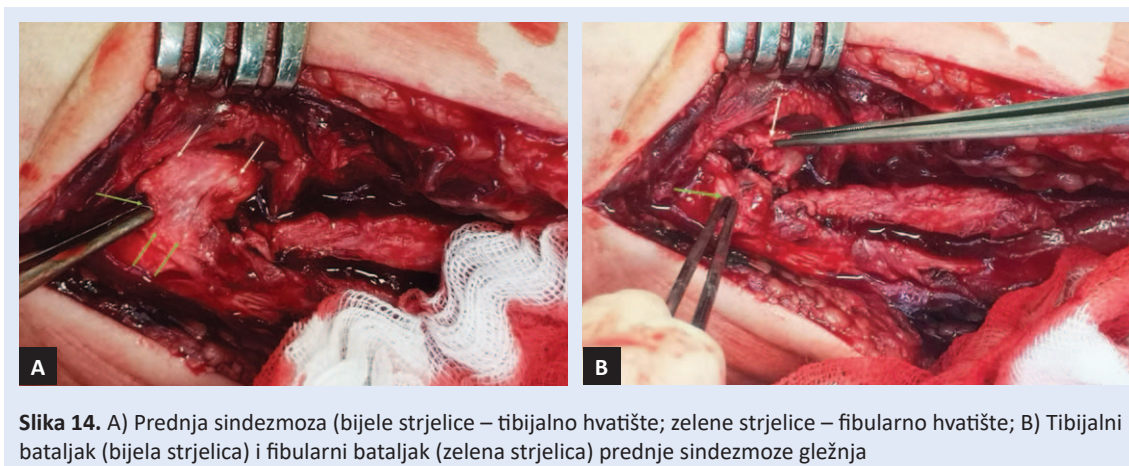 A
B
Slika 14. A) Prednja sindezmoza (bijele strjelice – tibijalno hvatište; zelene strjelice – fibularno hvatište; B) Tibijalni
bataljak (bijela strjelica) i fibularni bataljak (zelena strjelica) prednje sindezmoze gležnja